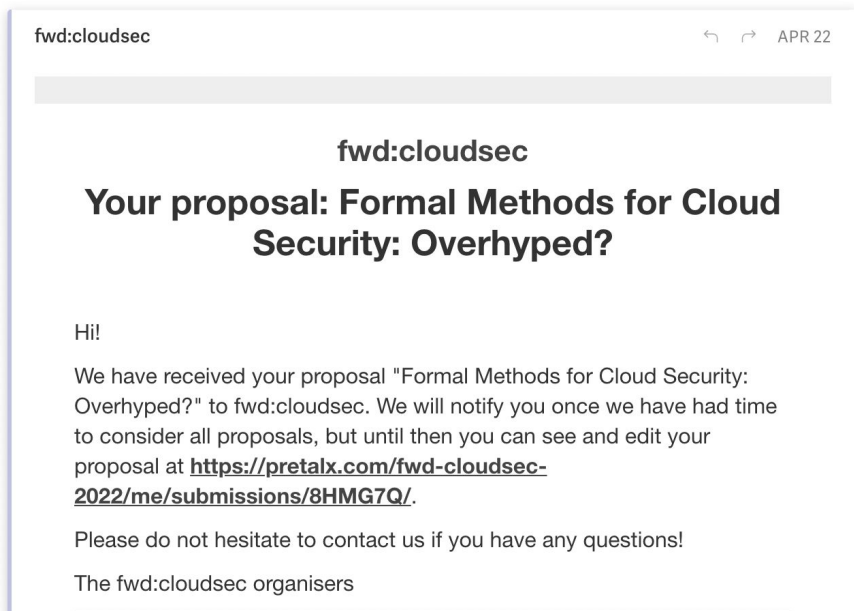 fwd:cloudsec
APR 22
fwd:cloudsec
Your proposal: Formal Methods for Cloud
Security: Overhyped?
Hi!
We have received your proposal "Formal Methods for Cloud Security:
Overhyped?" to fwd:cloudsec. We will notify you once we have had time
to consider all proposals, but until then you can see and edit your
proposal at https://pretalx.com/fwd-cloudsec-
2022/me/submissions/8HMG7Q/.
Please do not hesitate to contact us if you have any questions!
The fwd:cloudsec organisers